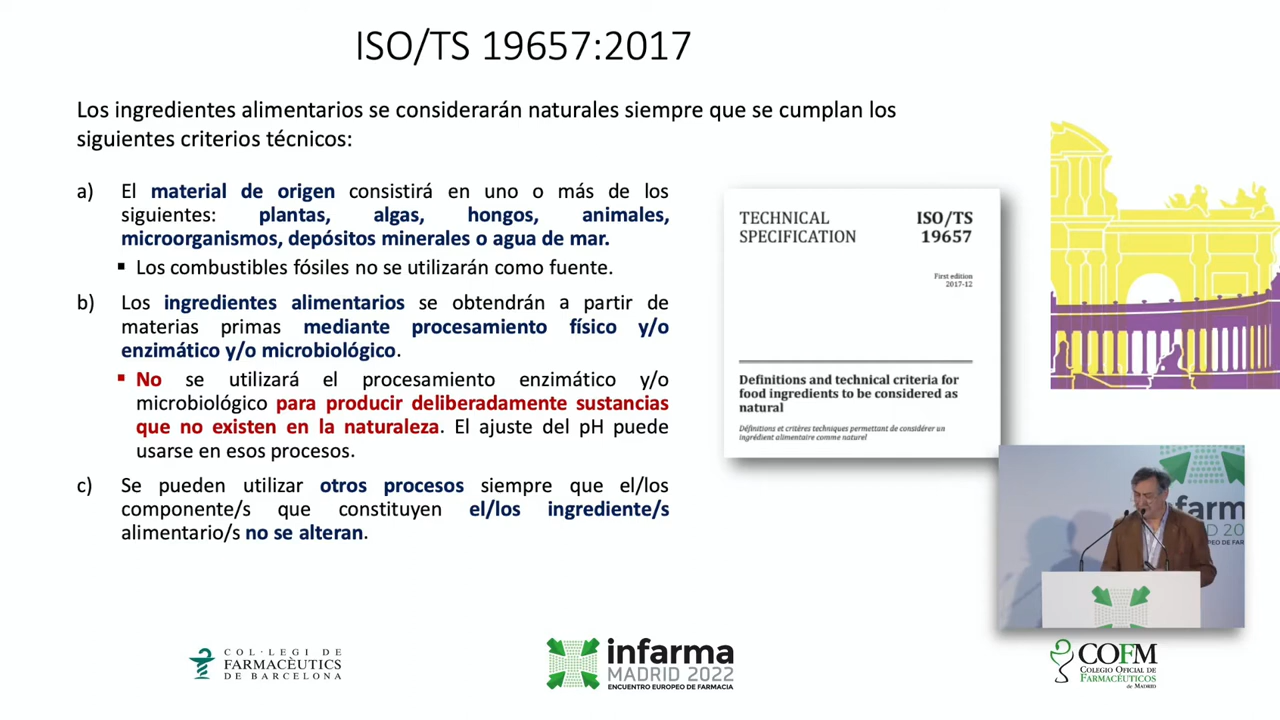 ISO/TS 19657:2017
Los ingredientes alimentarios se considerarán naturales siempre que se cumplan los
siguientes criterios técnicos:
a) El material de origen consistirá en uno o más de los
siguientes: plantas, algas, hongos, animales,
microorganismos, depósitos minerales o agua de mar.
▪ Los combustibles fósiles no se utilizarán como fuente.
b) Los ingredientes alimentarios se obtendrán a partir de
materias primas mediante procesamiento físico y/o
enzimático y/o microbiológico.
▪ No se utilizará el procesamiento enzimático y/o
microbiológico para producir deliberadamente sustancias
que no existen en la naturaleza. El ajuste del pH puede
usarse en esos procesos.
c) Se pueden utilizar otros procesos siempre que el/los
componente/s que constituyen el/los ingrediente/s
alimentario/s no se alteran.
TECHNICAL
SPECIFICATION
ISO/TS
19657
First edition
2017-12
Definitions and technical criteria for
food ingredients to be considered as
natural
Définitions et critères techniques permettant de considérer un
ingrédient alimentaire comme naturel
COL·LEGI DE
FARMACÈUTICS
DE BARCELONA
infarma
MADRID 2022
ENCUENTRO EUROPEO DE FARMACIA
COFM
COLEGIO OFICIAL DE
FARMACÉUTICOS
DE MADRID